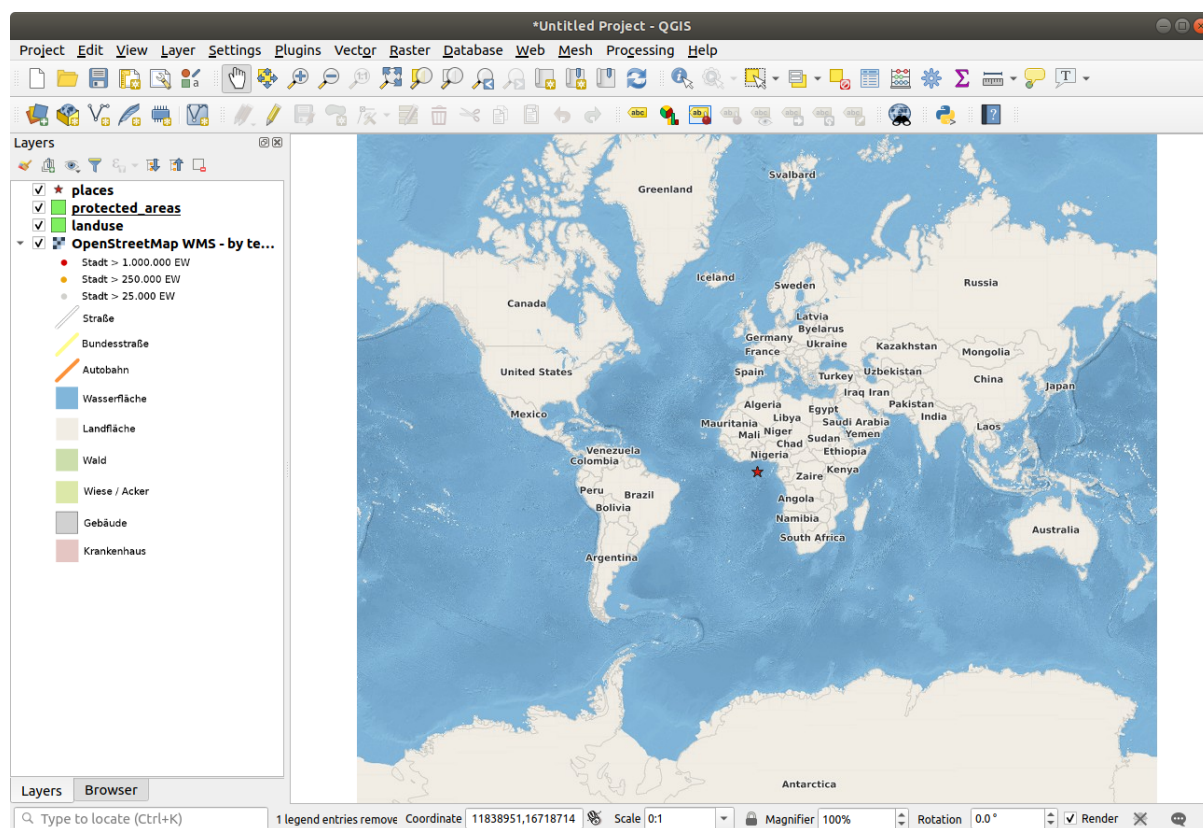 *Untitled Project - QGIS
Project Edit View Layer Settings Plugins Vector Raster Database Web Mesh Processing Help
Layers
places
protected_areas
landuse
OpenStreetMap WMS - by te...
Stadt > 1.000.000 EW
Stadt > 250.000 EW
Stadt > 25.000 EW
Straße
Bundesstraße
Autobahn
Wasserfläche
Landfläche
Wald
Wiese / Acker
Gebäude
Krankenhaus
Svalbard
Greenland
Iceland
Sweden
Russia
Canada
Latvia
Byelarus
Germany
Ukraine
France
Kazakhstan
Mongolia
United States
Spain
Turkey
Uzbekistan
China
Japan
Iraq Iran
Mexico
Algeria
Egypt
Pakistan
Libya
India
Mauritania
Saudi Arabia
Laos
Mali
Niger
Chad
Sudan
Yemen
Venezuela
Nigeria
Ethiopia
Colombia
Zaire
Kenya
Peru
Brazil
Angola
Bolivia
Namibia
Australia
South Africa
Argentina
Antarctica
Layers Browser
Type to locate (Ctrl+K) 1 legend entries remove Coordinate 11838951,16718714 Scale 0:1 Magnifier 100% Rotation 0.0 ° Render